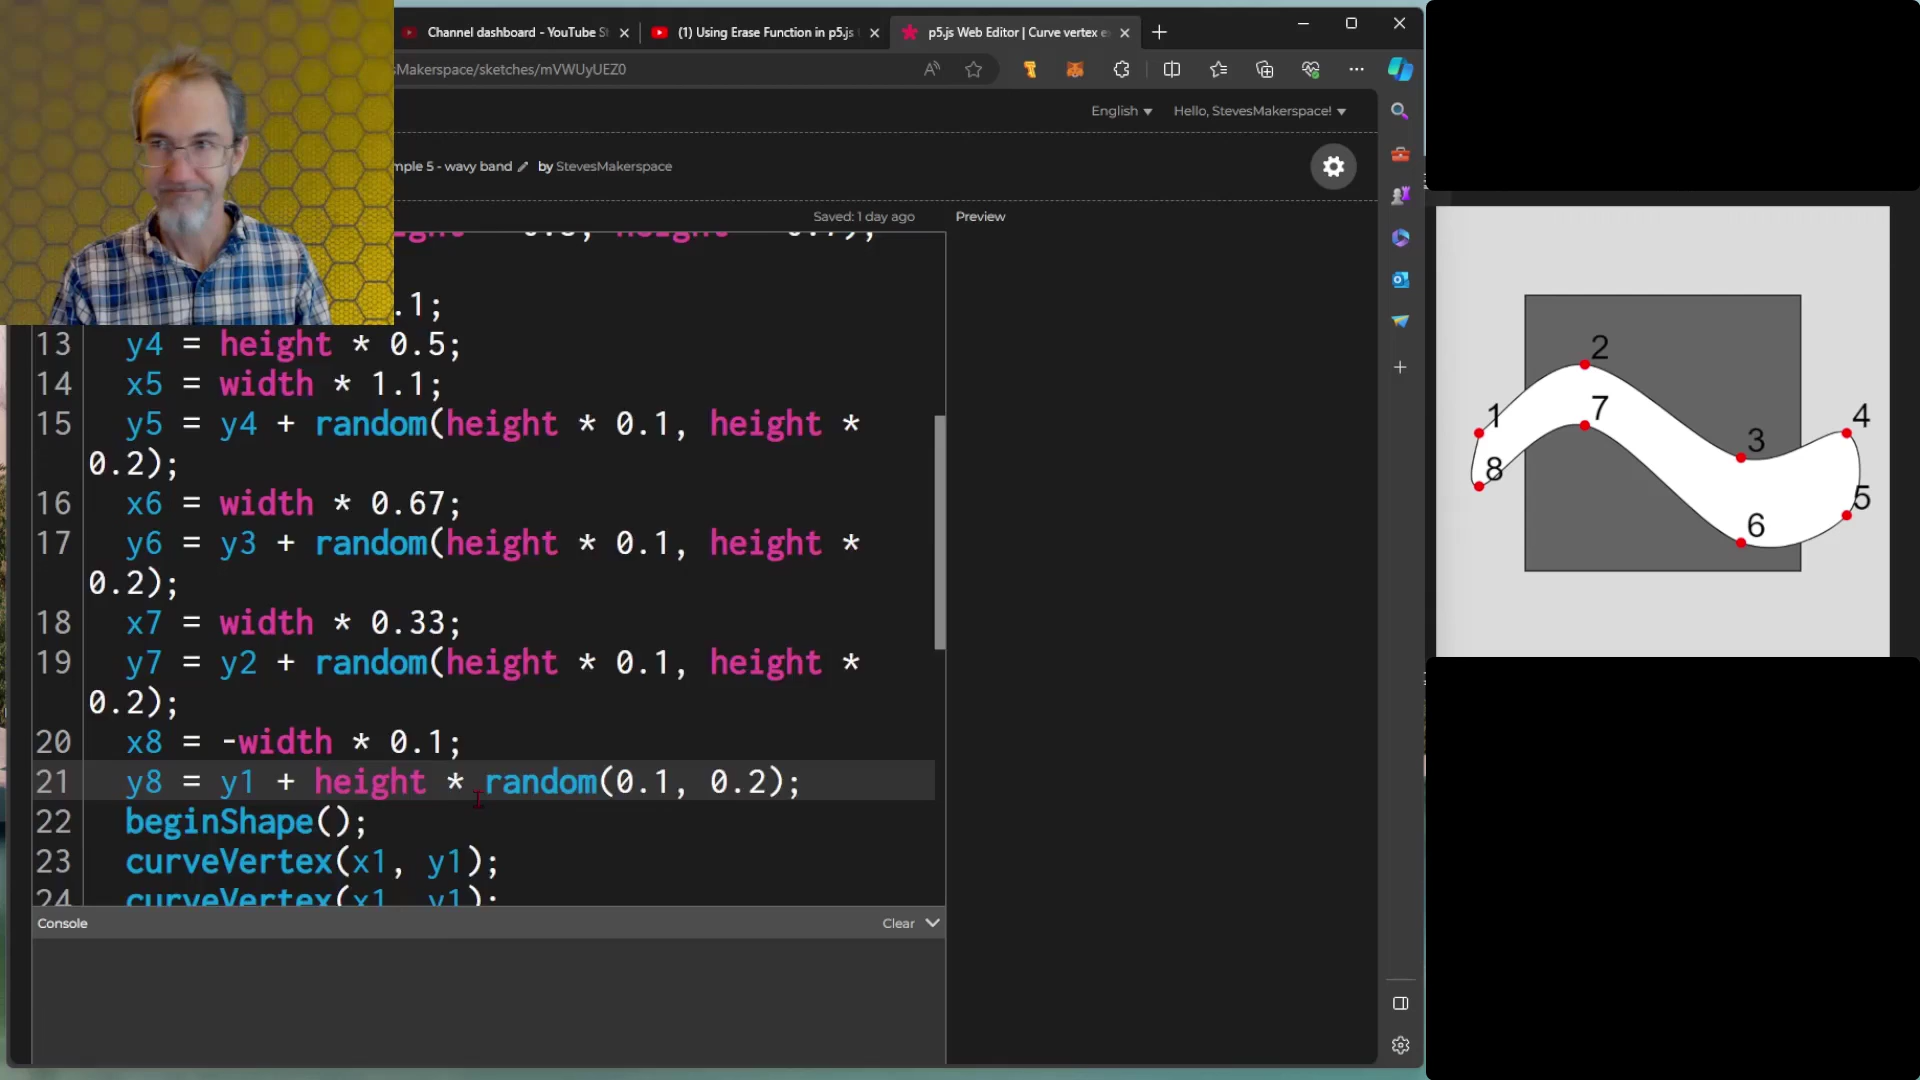 Channel dashboard - YouTube St
(1) Using Erase Function in p5.js
p5.js Web Editor | Curve vertex e
sMakerspace/sketches/mVWUyUEZ0
English
Hello, StevesMakerspace!
mple 5 - wavy band by StevesMakerspace
Saved: 1 day ago
Preview
.1;
13 y4 = height * 0.5;
14 x5 = width * 1.1;
15 y5 = y4 + random(height * 0.1, height *
0.2);
16 x6 = width * 0.67;
17 y6 = y3 + random(height * 0.1, height *
0.2);
18 x7 = width * 0.33;
19 y7 = y2 + random(height * 0.1, height *
0.2);
20 x8 = -width * 0.1;
21 y8 = y1 + height * random(0.1, 0.2);
22 beginShape();
23 curveVertex(x1, y1);
24 curveVertex(x1, y1);
Console
Clear
2
7
1
8
3
4
5
6